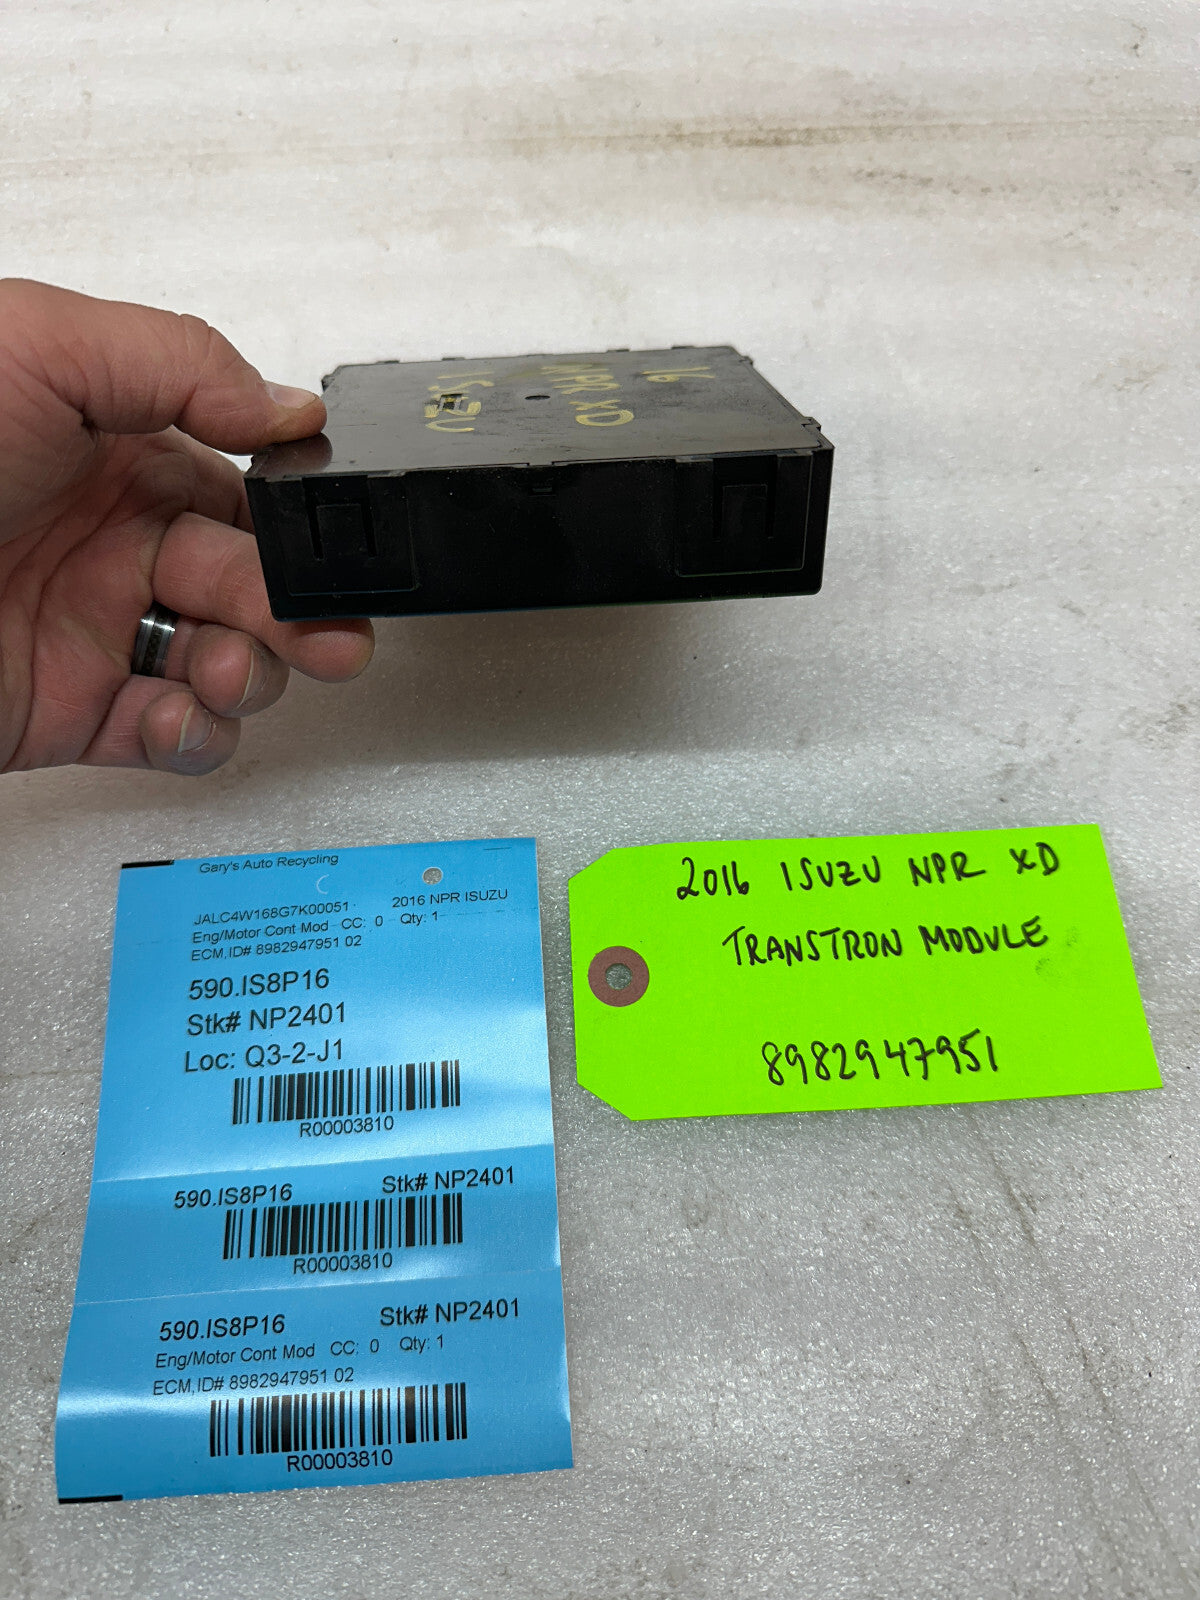 16
NPR XD
ISUZU
Gary's Auto Recycling
JALC4W168G7K00051 2016 NPR ISUZU
Eng/Motor Cont Mod CC: 0 Qty: 1
ECM,ID# 8982947951 02
590.IS8P16
Stk# NP2401
Loc: Q3-2-J1
R00003810
590.IS8P16 Stk# NP2401
R00003810
590.IS8P16 Stk# NP2401
Eng/Motor Cont Mod CC: 0 Qty: 1
ECM,ID# 8982947951 02
R00003810
2016 ISUZU NPR XD
TRANSTRON MODULE
8982947951